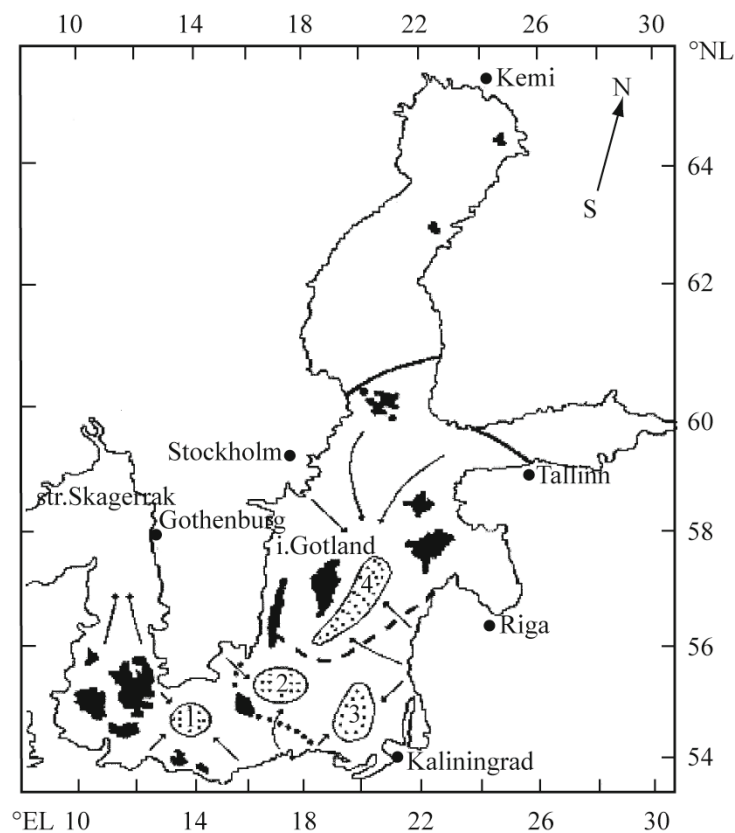 10 14 18 22 26 30
°NL
Kemi
N
S
64
62
60
Stockholm
Tallinn
str.Skagerrak
Gothenburg
58
i.Gotland
4
Riga
56
2
3
1
54
Kaliningrad
°EL 10 14 18 22 26 30